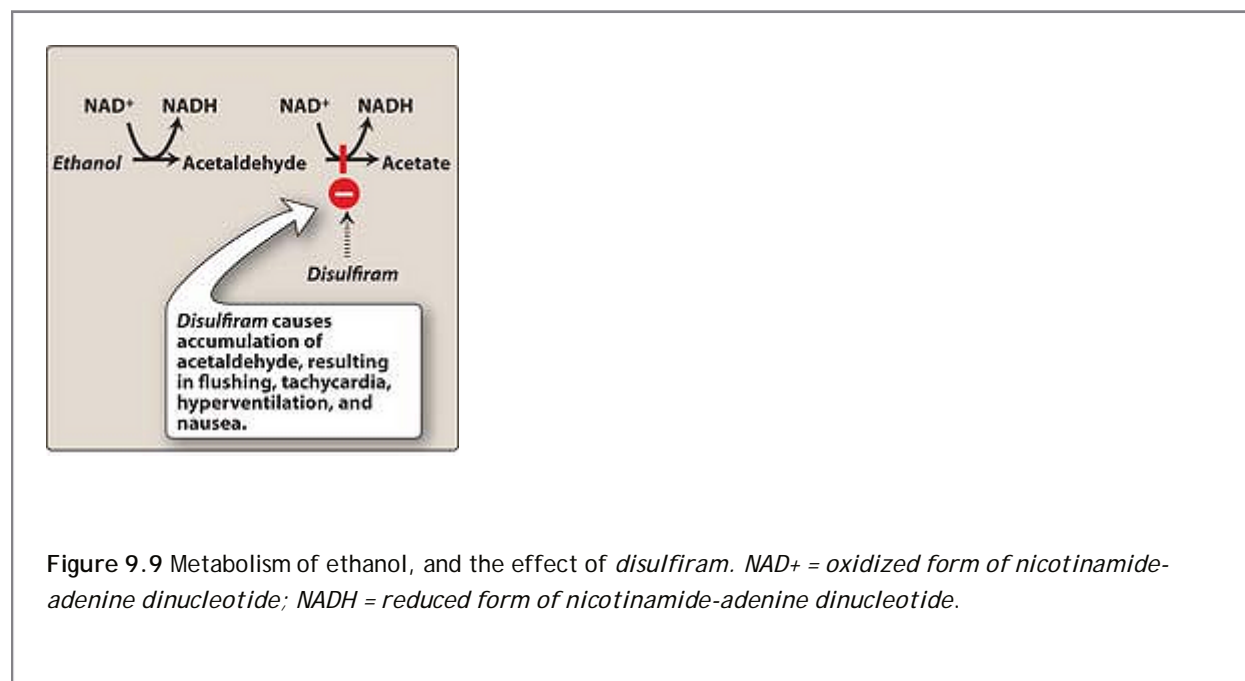 NAD+ NADH NAD+ NADH
Ethanol Acetaldehyde Acetate
Disulfiram
Disulfiram causes
accumulation of
acetaldehyde, resulting
in flushing, tachycardia,
hyperventilation, and
nausea.
Figure 9.9 Metabolism of ethanol, and the effect of disulfiram. NAD+ = oxidized form of nicotinamide-
adenine dinucleotide; NADH = reduced form of nicotinamide-adenine dinucleotide.